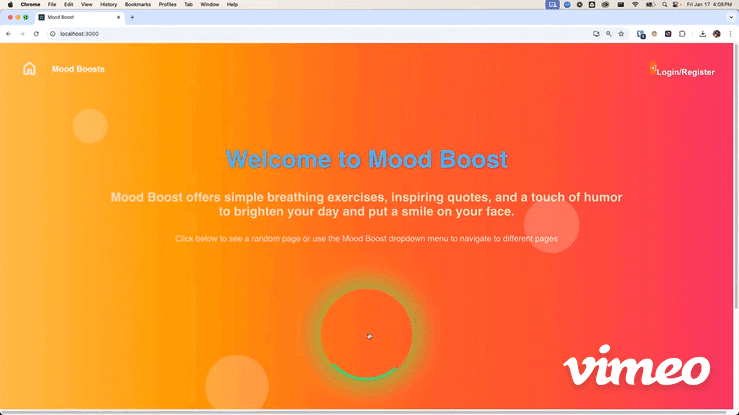 Chrome File Edit View History Bookmarks Profiles Tab Window Help
Fri Jan 17 4:08 PM
Mood Boost
localhost:3000
Mood Boosts
Login/Register
Welcome to Mood Boost
Mood Boost offers simple breathing exercises, inspiring quotes, and a touch of humor
to brighten your day and put a smile on your face.
Click below to see a random page or use the Mood Boost dropdown menu to navigate to different pages
vimeo